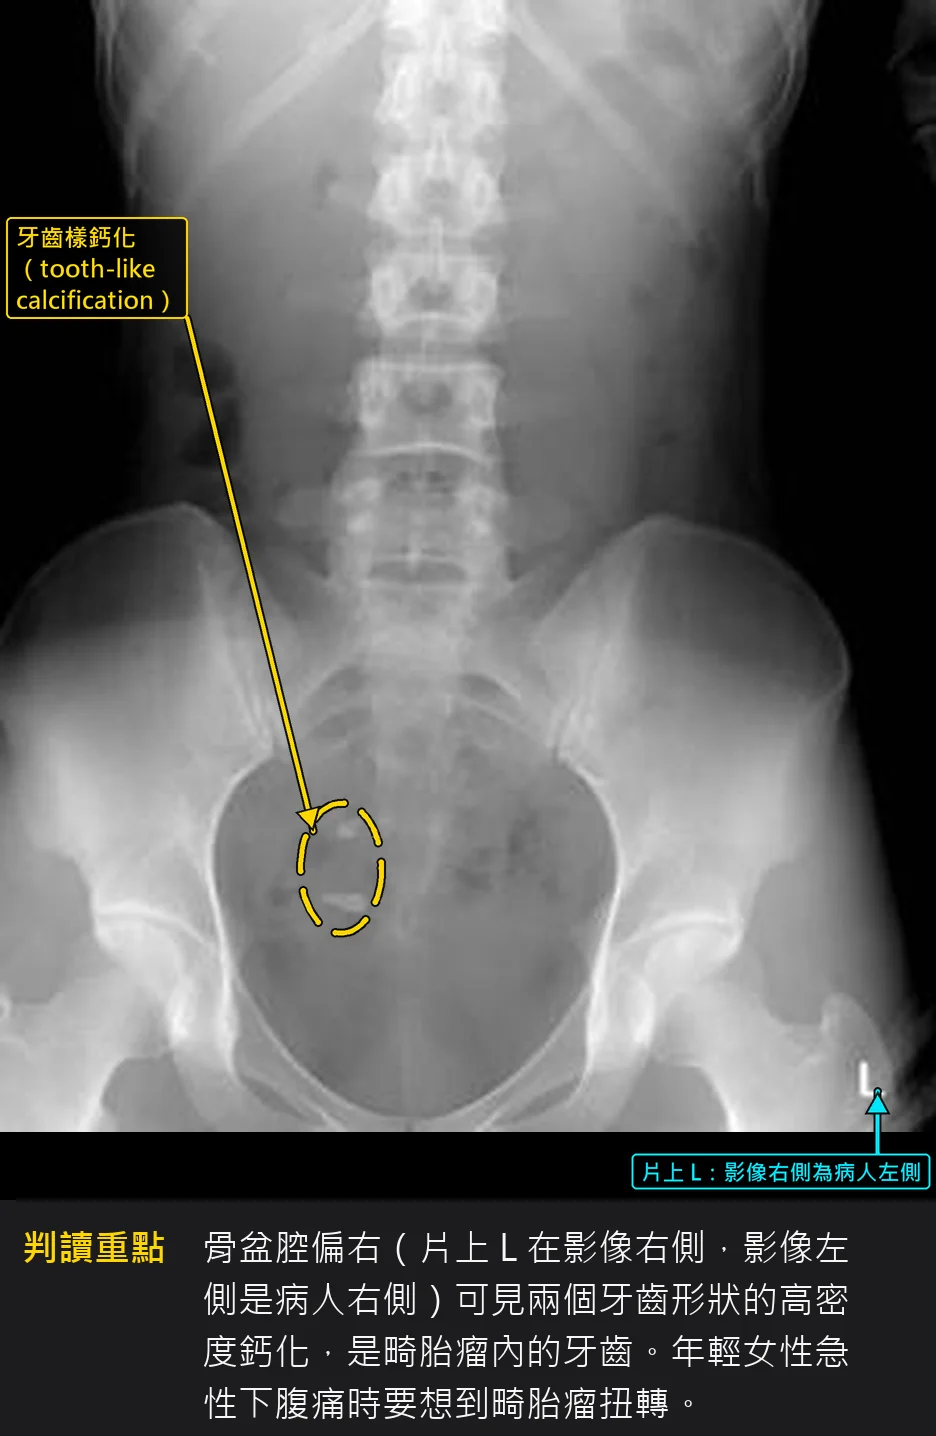 牙齒樣鈣化
（tooth-like
calcification）
L
片上 L：影像右側為病人左側
判讀重點
骨盆腔偏右（片上 L 在影像右側，影像左
側是病人右側）可見兩個牙齒形狀的高密
度鈣化，是畸胎瘤內的牙齒。年輕女性急
性下腹痛時要想到畸胎瘤扭轉。